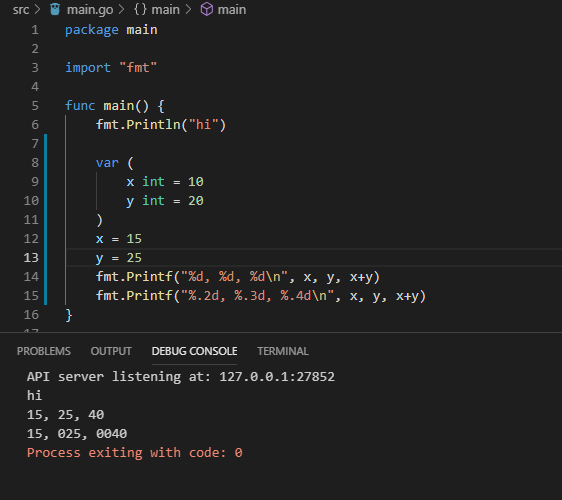 src > main.go > {} main > main
1 package main
2
3 import "fmt"
4
5 func main() {
6 fmt.Println("hi")
7
8 var (
9 x int = 10
10 y int = 20
11 )
12 x = 15
13 y = 25
14 fmt.Printf("%d, %d, %d\n", x, y, x+y)
15 fmt.Printf("%.2d, %.3d, %.4d\n", x, y, x+y)
16 }
17
PROBLEMS OUTPUT DEBUG CONSOLE TERMINAL
API server listening at: 127.0.0.1:27852
hi
15, 25, 40
15, 025, 0040
Process exiting with code: 0